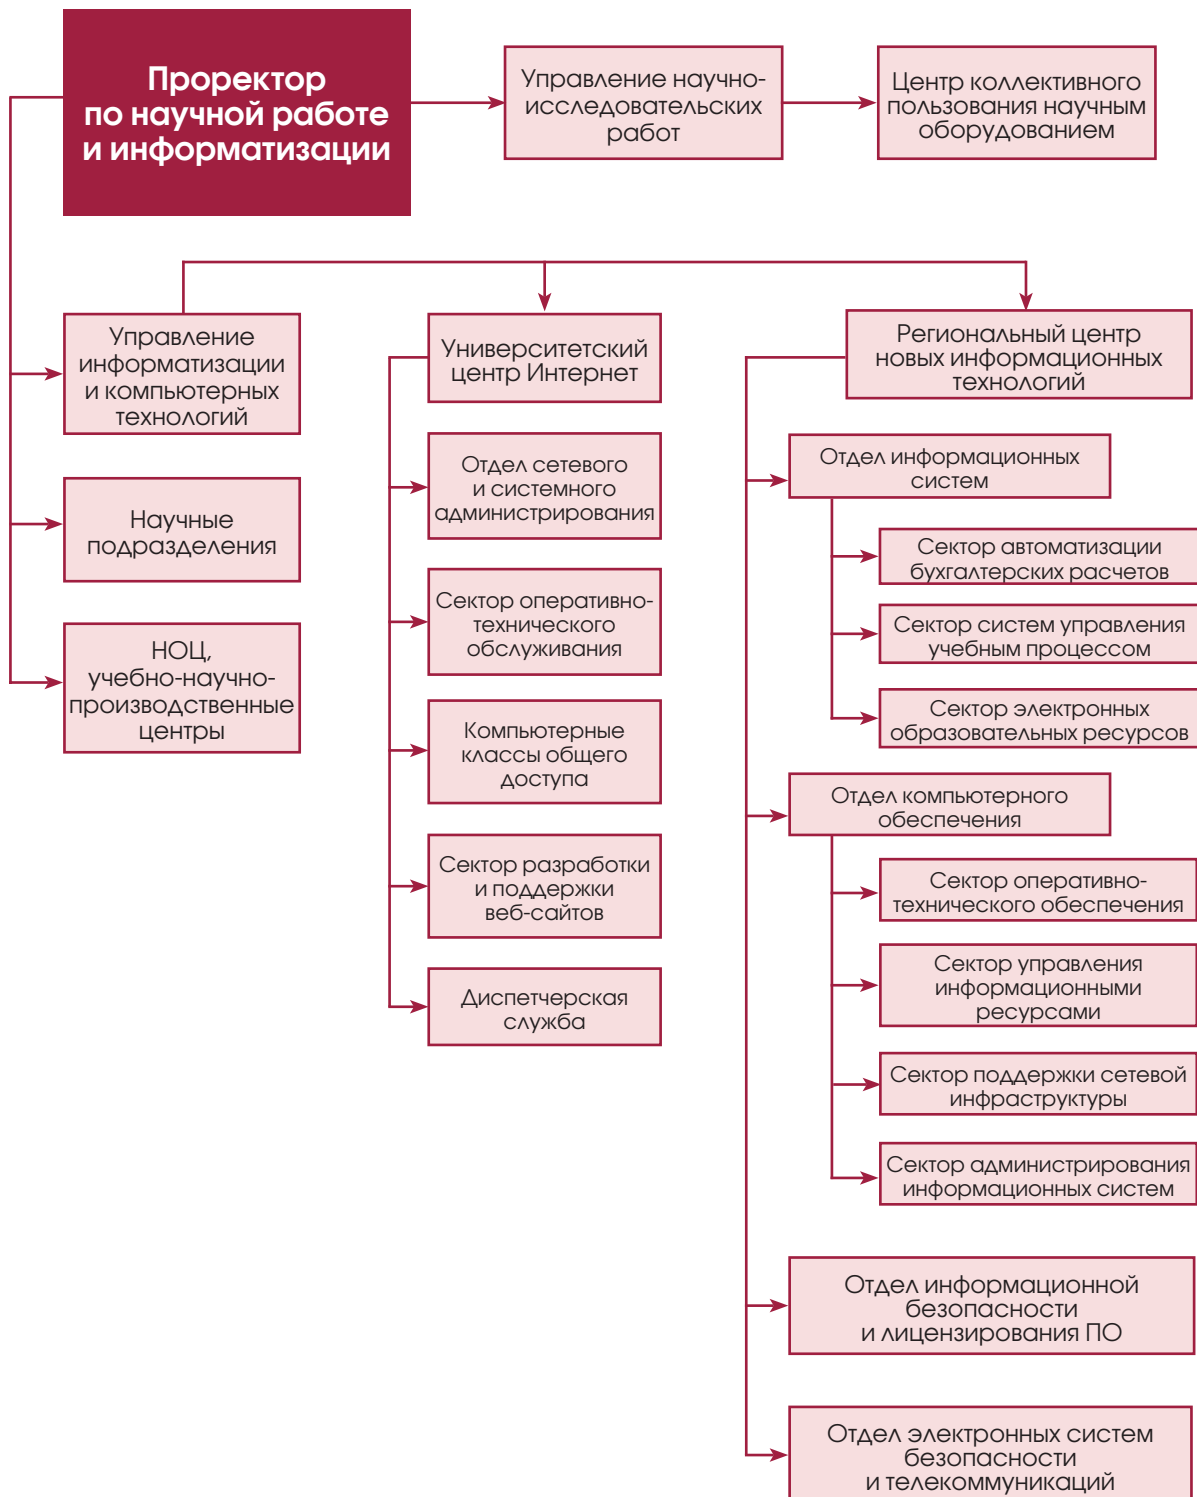 Проректор
по научной работе
и информатизации
Управление научно-
исследовательских
работ
Центр коллективного
пользования научным
оборудованием
Управление
информатизации
и компьютерных
технологий
Научные
подразделения
НОЦ,
учебно-научно-
производственные
центры
Университетский
центр Интернет
Отдел сетевого
и системного
администрирования
Сектор оперативно-
технического
обслуживания
Компьютерные
классы общего
доступа
Сектор разработки
и поддержки
веб-сайтов
Диспетчерская
служба
Региональный центр
новых информационных
технологий
Отдел информационных
систем
Сектор автоматизации
бухгалтерских расчетов
Сектор систем управления
учебным процессом
Сектор электронных
образовательных ресурсов
Отдел компьютерного
обеспечения
Сектор оперативно-
технического обеспечения
Сектор управления
информационными
ресурсами
Сектор поддержки сетевой
инфраструктуры
Сектор администрирования
информационных систем
Отдел информационной
безопасности
и лицензирования ПО
Отдел электронных систем
безопасности
и телекоммуникаций